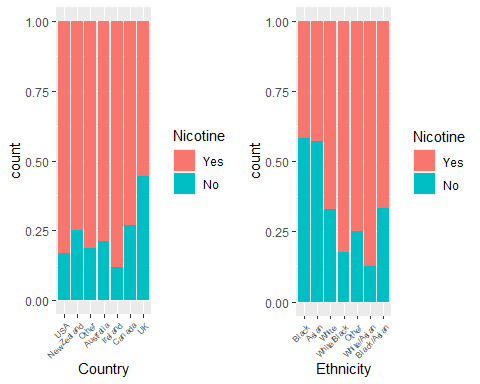 1.00
0.75
0.50
0.25
0.00
count
USA
NewZealand
Other
Australia
Ireland
Canada
UK
Country
Nicotine
Yes
No
1.00
0.75
0.50
0.25
0.00
count
Black
Asian
White
White/Black
Other
White/Asian
Black/Asian
Ethnicity
Nicotine
Yes
No